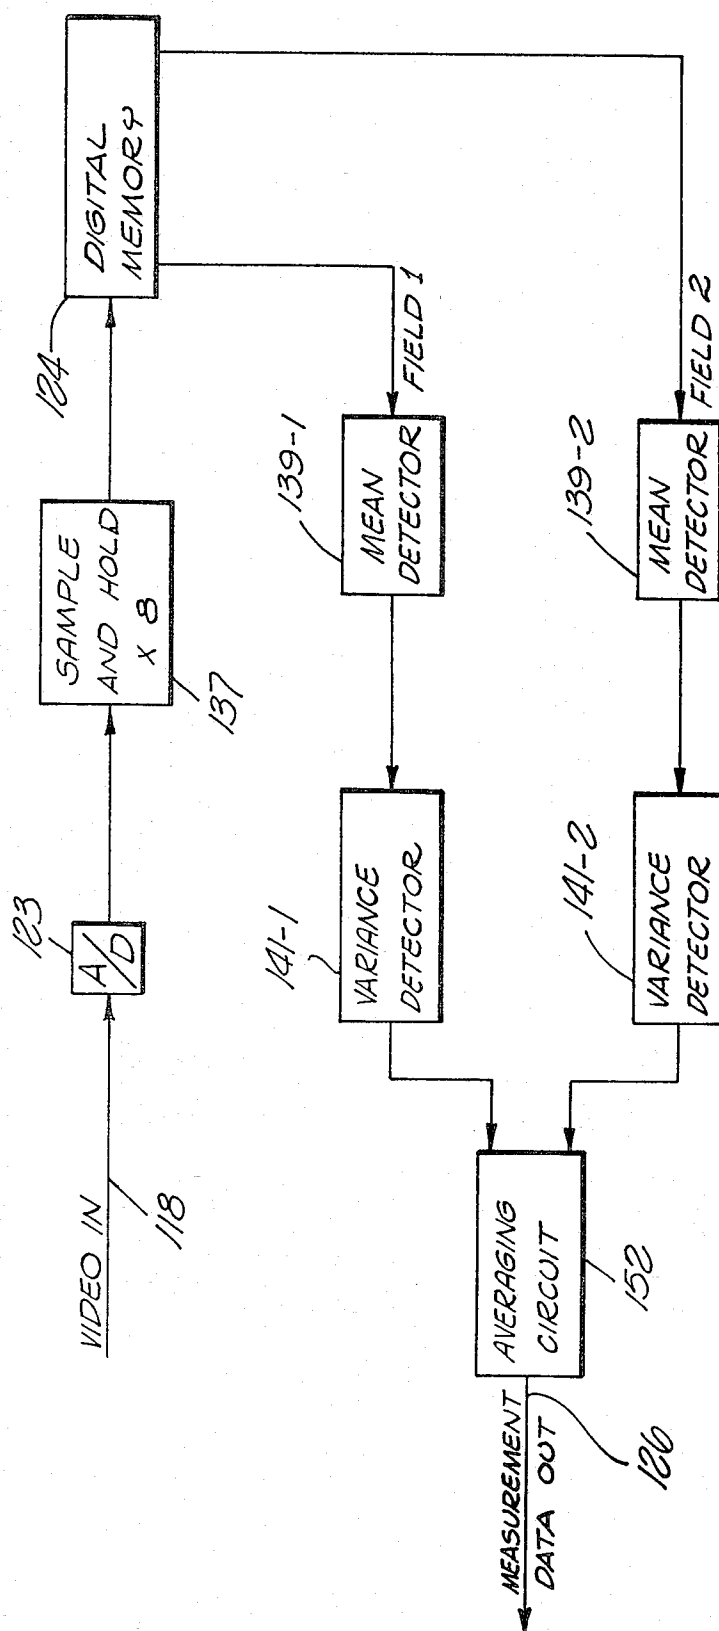 VIDEO IN
118
123
A/D
SAMPLE
AND HOLD
X 8
137
124
DIGITAL
MEMORY
FIELD 1
139-1
MEAN
DETECTOR
141-1
VARIANCE
DETECTOR
FIELD 2
139-2
MEAN
DETECTOR
141-2
VARIANCE
DETECTOR
AVERAGING
CIRCUIT
152
MEASUREMENT
DATA OUT
126